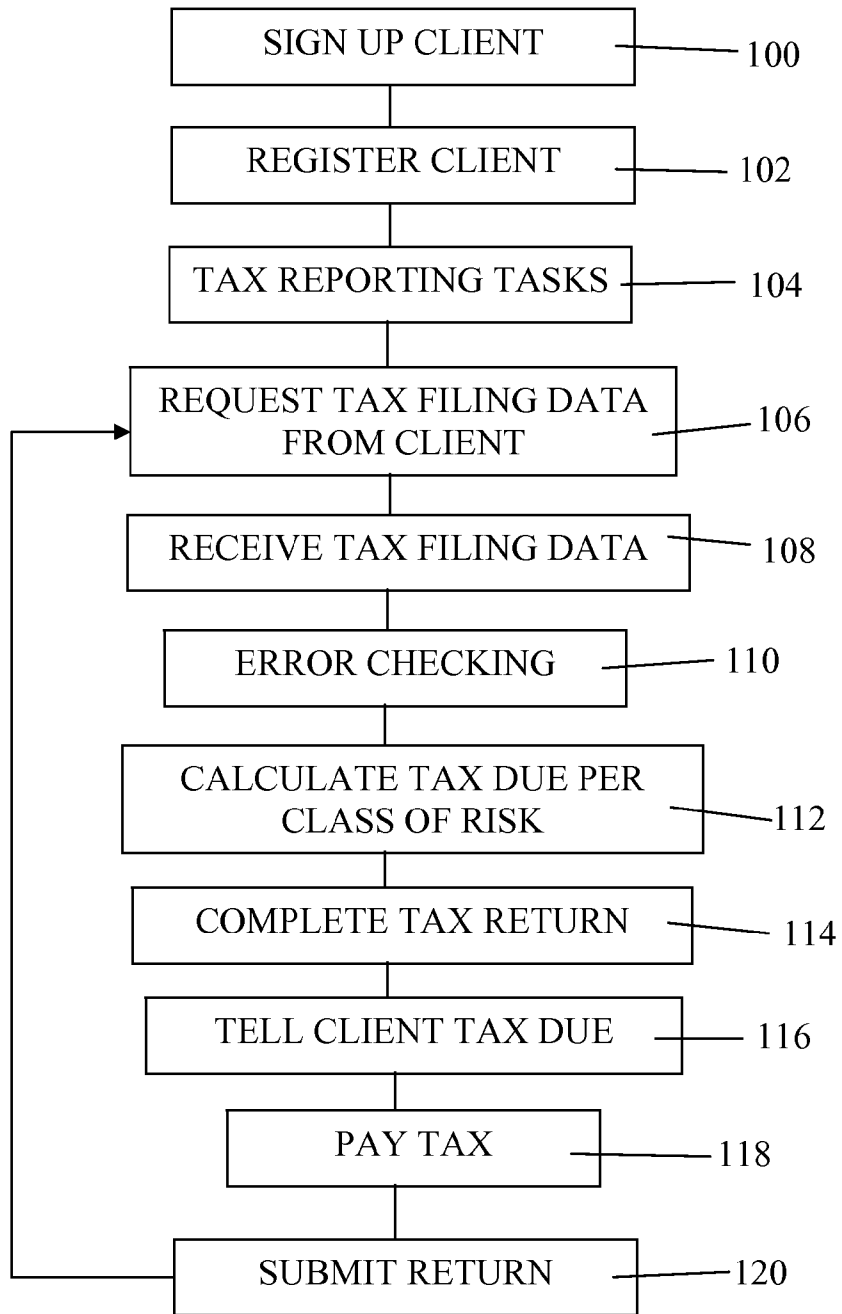 SIGN UP CLIENT
100
REGISTER CLIENT
102
TAX REPORTING TASKS
104
REQUEST TAX FILING DATA
FROM CLIENT
106
RECEIVE TAX FILING DATA
108
ERROR CHECKING
110
CALCULATE TAX DUE PER
CLASS OF RISK
112
COMPLETE TAX RETURN
114
TELL CLIENT TAX DUE
116
PAY TAX
118
SUBMIT RETURN
120